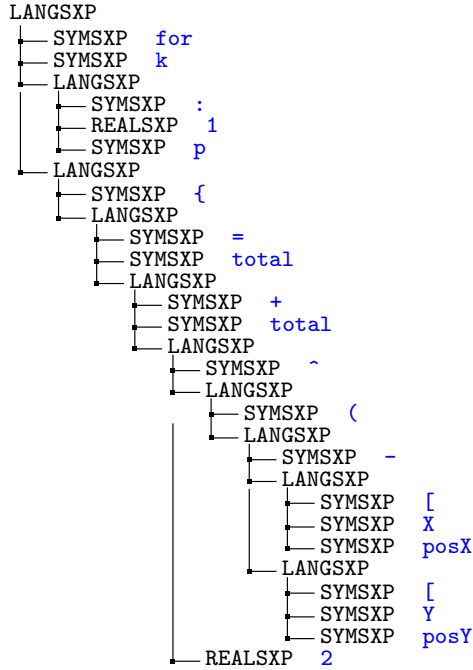 LANGSXP
SYMSXP for
SYMSXP k
LANGSXP
SYMSXP :
REALSXP 1
SYMSXP p
LANGSXP
SYMSXP {
LANGSXP
SYMSXP =
SYMSXP total
LANGSXP
SYMSXP +
SYMSXP total
LANGSXP
SYMSXP ^
LANGSXP
SYMSXP (
LANGSXP
SYMSXP -
LANGSXP
SYMSXP [
SYMSXP X
SYMSXP posX
LANGSXP
SYMSXP [
SYMSXP Y
SYMSXP posY
REALSXP 2